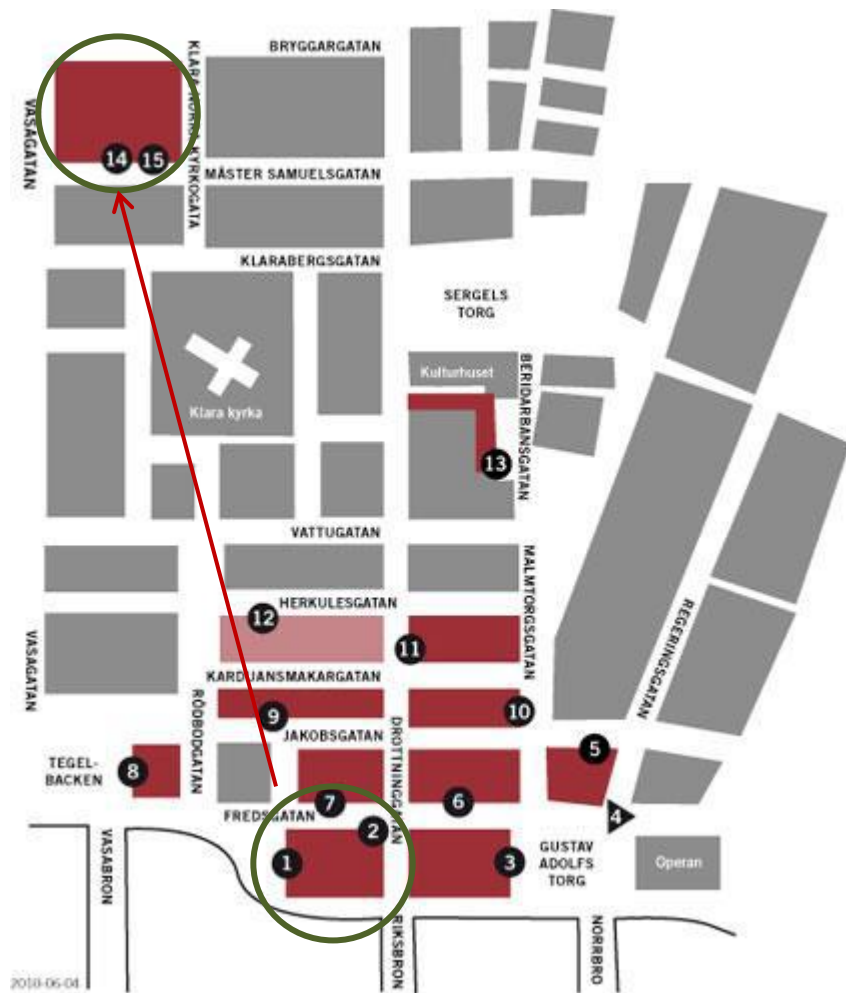 BRYGGARGATAN
VASAGATAN
KLARA NORRA KYRKOGATA
14
15
MÄSTER SAMUELSGATAN
KLARABERGSGATAN
SERGELS
TORG
Kulturhuset
Klara kyrka
BERIDARBANSGATAN
13
VATTUGATAN
MALMTORGSGATAN
HERKULESGATAN
12
11
REGERINGSGATAN
VASAGATAN
KARDUANSMAKARGATAN
RÖDBODGATAN
9
10
DROTTNINGGATAN
JAKOBSGATAN
5
TEGEL-
BACKEN
8
7
6
FREDSGATAN
4
2
1
3
GUSTAV
ADOLFS
TORG
Operan
VASABRON
RIKSBRON
NORRBRO
2010-06-04